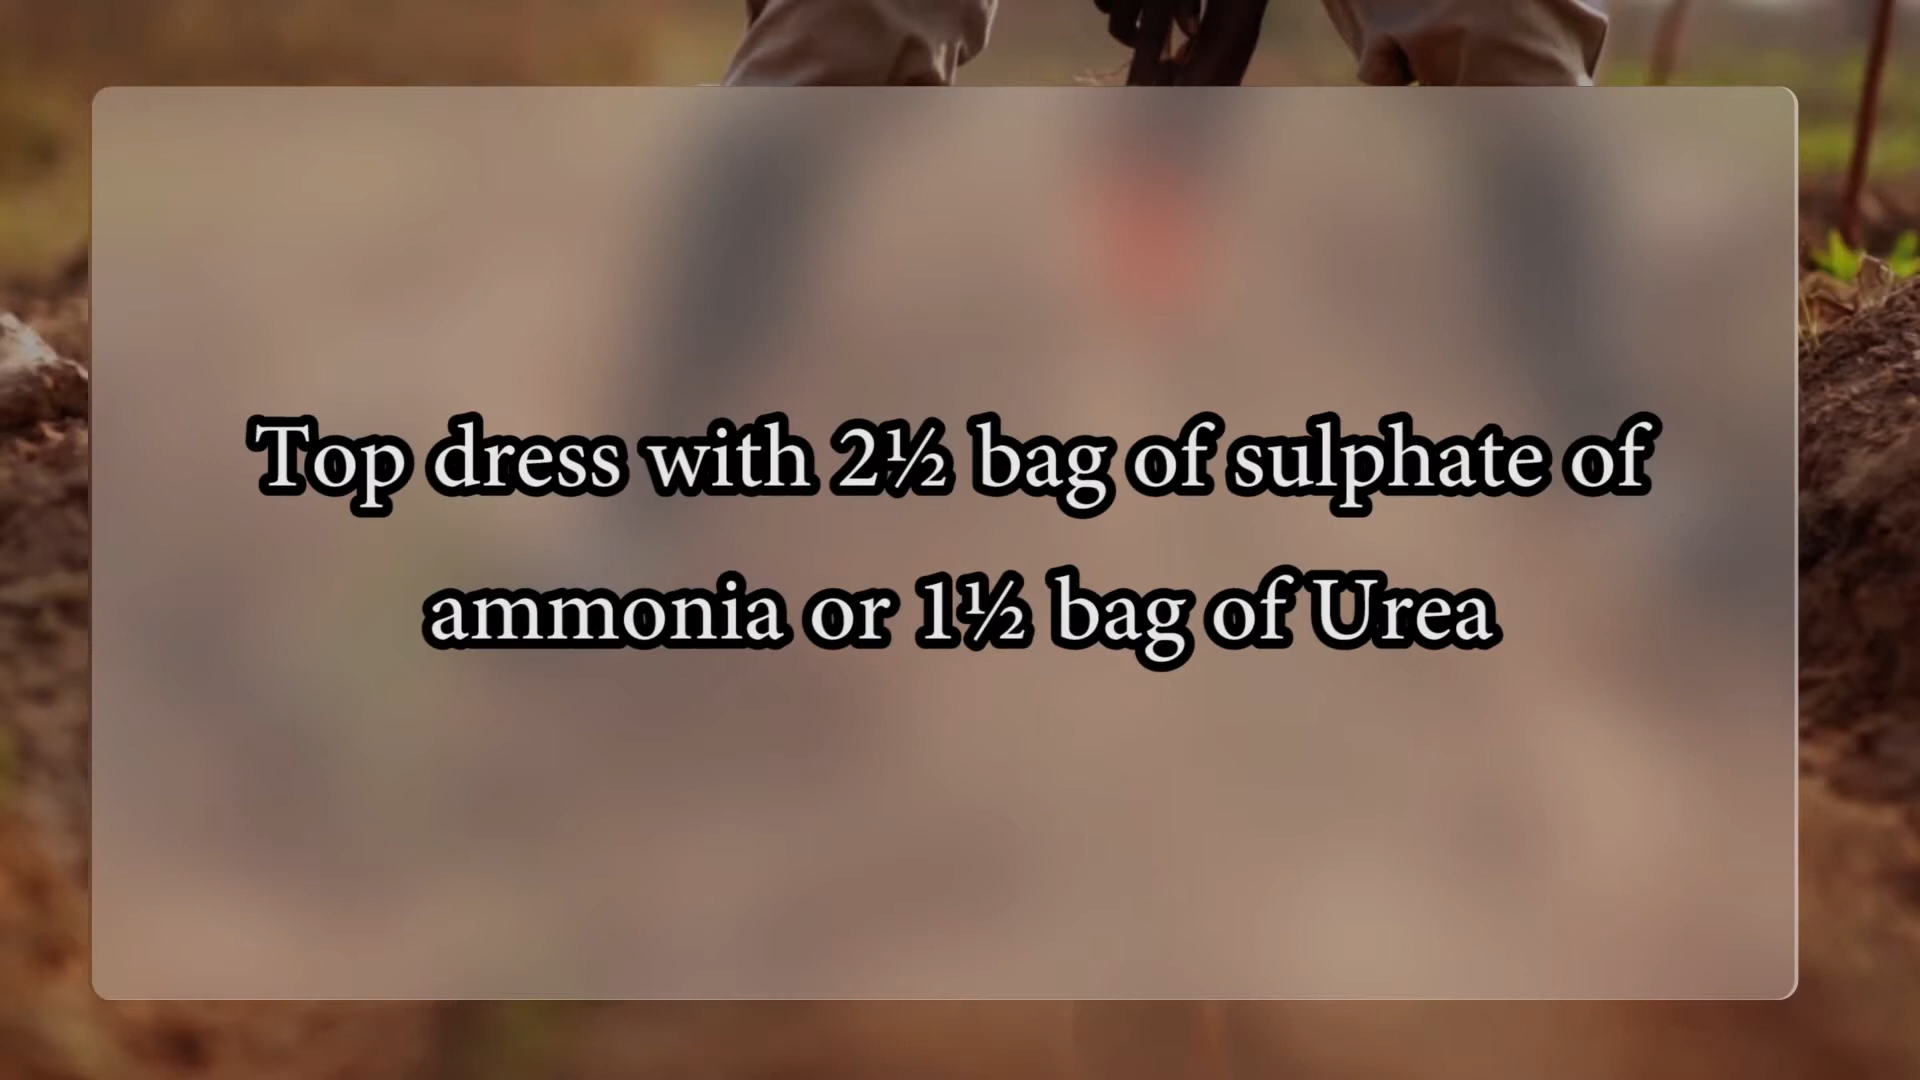 Top dress with 2½ bag of sulphate of
ammonia or 1½ bag of Urea